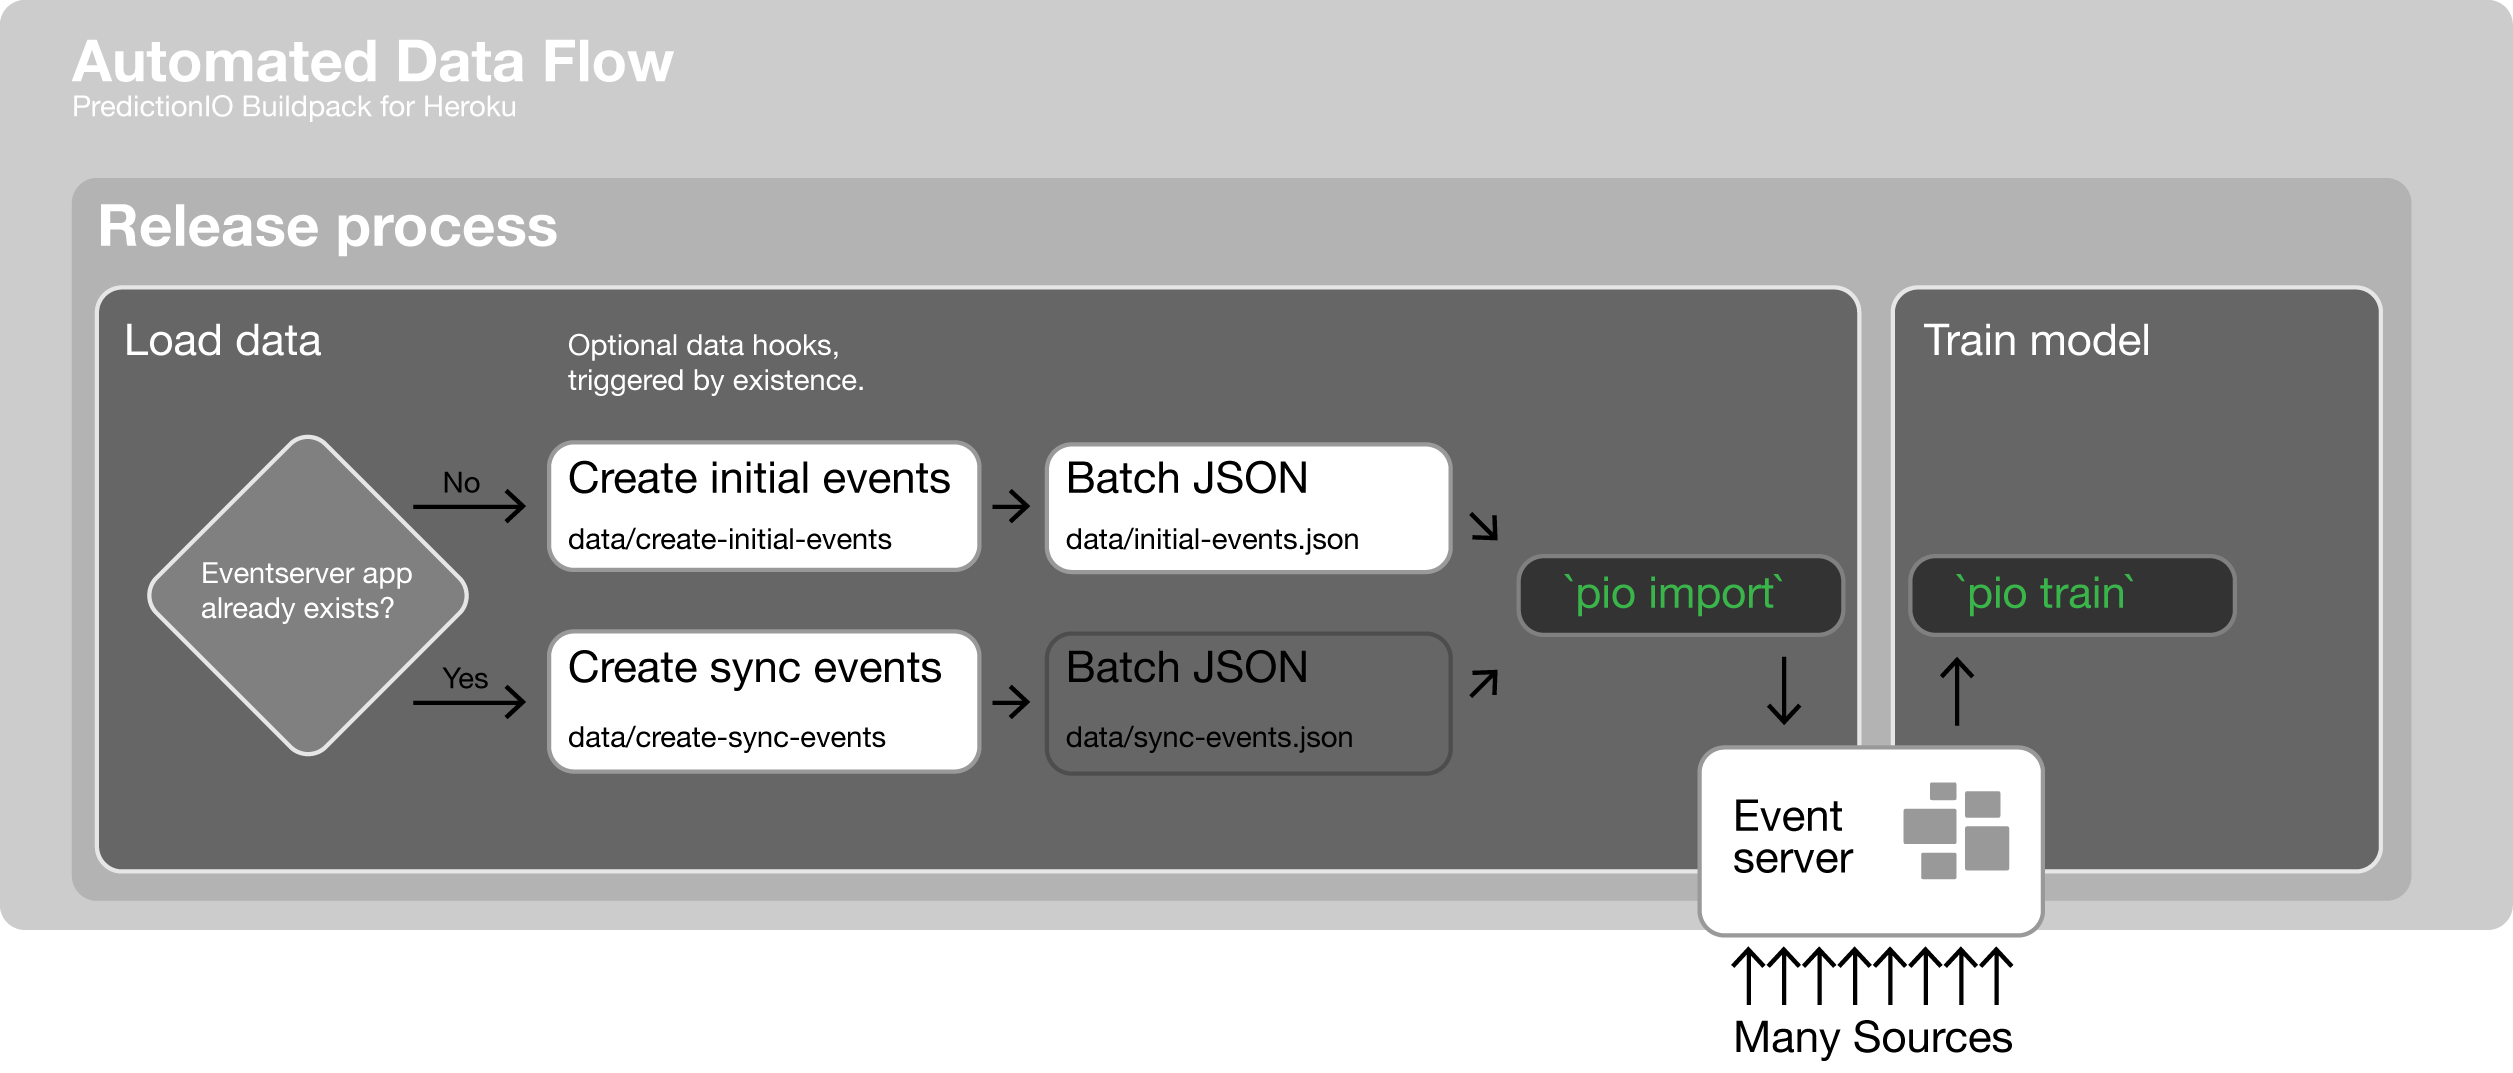 Automated Data Flow
PredictionIO Buildpack for Heroku
Release process
Load data
Optional data hooks,
triggered by existence.
Eventserver app
already exists?
No
Create initial events
data/create-initial-events
Batch JSON
data/initial-events.json
Yes
Create sync events
data/create-sync-events
Batch JSON
data/sync-events.json
`pio import`
Train model
`pio train`
Event
server
Many Sources